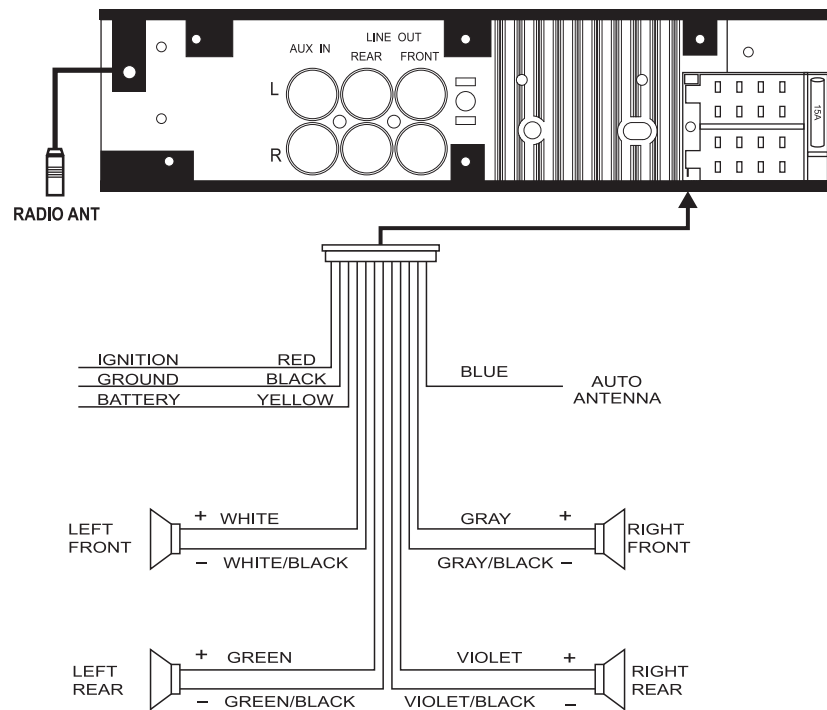 LINE OUT
AUX IN REAR FRONT
L
R
15A
RADIO ANT
IGNITION RED
GROUND BLACK
BATTERY YELLOW
BLUE
AUTO
ANTENNA
LEFT
FRONT
+ WHITE
− WHITE/BLACK
GRAY +
GRAY/BLACK −
RIGHT
FRONT
LEFT
REAR
+ GREEN
− GREEN/BLACK
VIOLET +
VIOLET/BLACK −
RIGHT
REAR